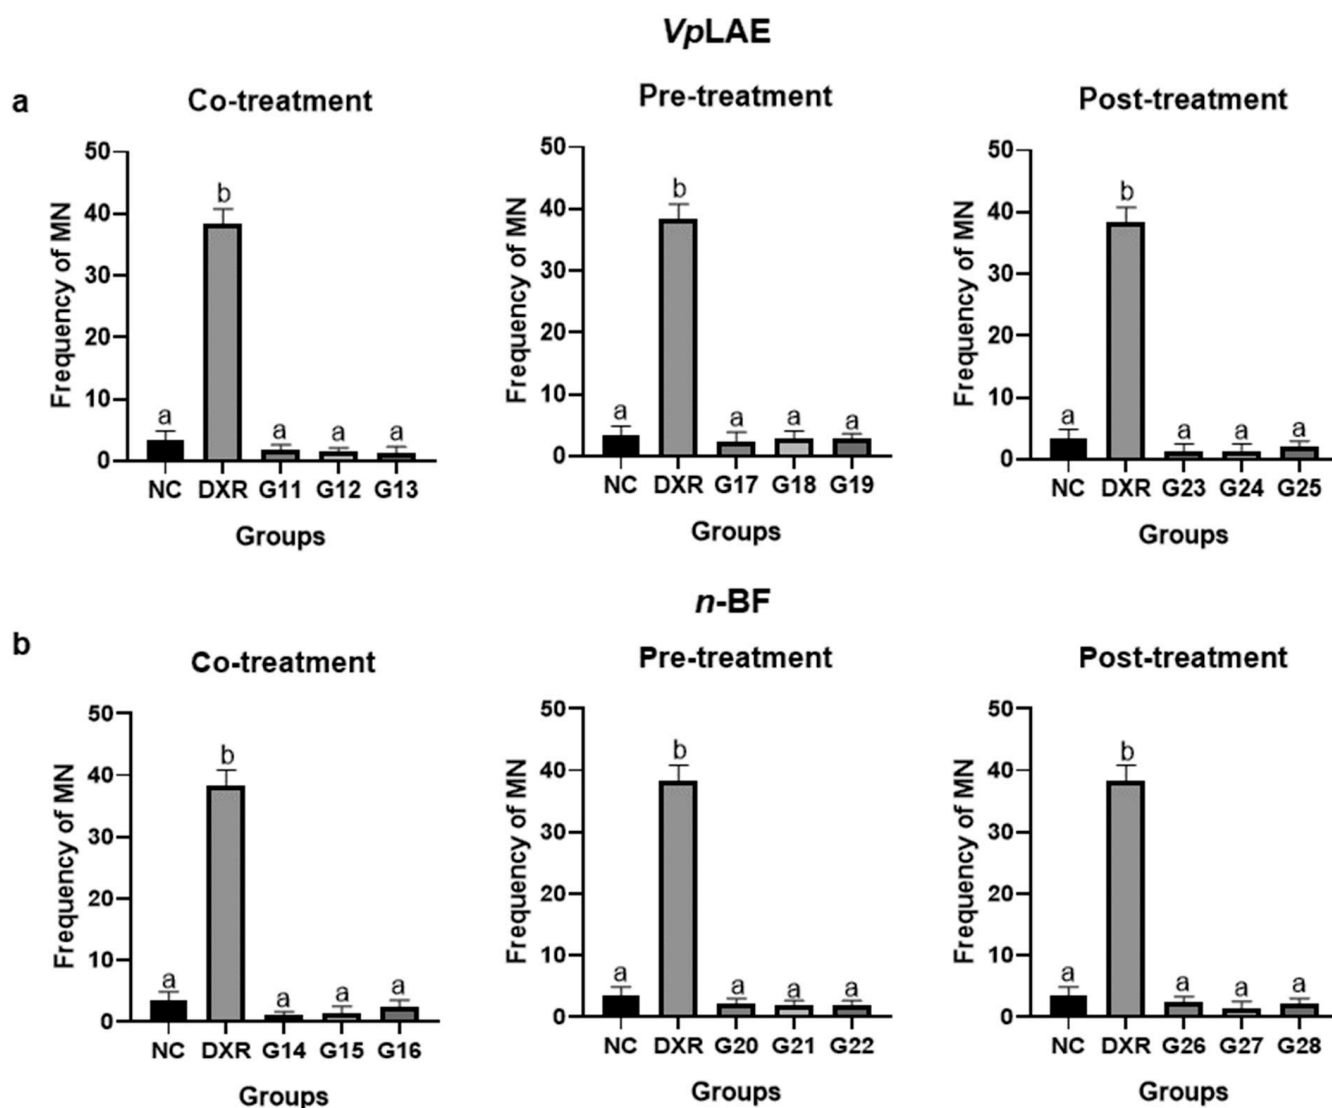 VpLAE
a
Co-treatment
Pre-treatment
Post-treatment
Frequency of MN
50
40
30
20
10
0
a
b
a
a
a
NC DXR G11 G12 G13
Groups
Frequency of MN
50
40
30
20
10
0
a
b
a
a
a
NC DXR G17 G18 G19
Groups
Frequency of MN
50
40
30
20
10
0
a
b
a
a
a
NC DXR G23 G24 G25
Groups
n-BF
b
Co-treatment
Pre-treatment
Post-treatment
Frequency of MN
50
40
30
20
10
0
a
b
a
a
a
NC DXR G14 G15 G16
Groups
Frequency of MN
50
40
30
20
10
0
a
b
a
a
a
NC DXR G20 G21 G22
Groups
Frequency of MN
50
40
30
20
10
0
a
b
a
a
a
NC DXR G26 G27 G28
Groups